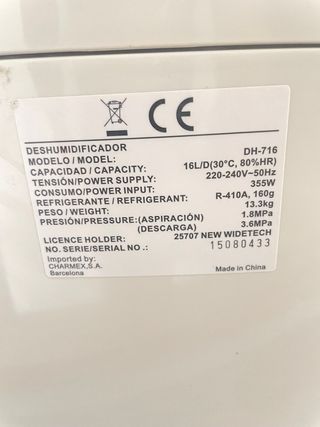 CE
DESHUMIDIFICADOR
MODELO / MODEL: DH-716
CAPACIDAD / CAPACITY: 16L/D(30°C, 80%HR)
TENSIÓN/POWER SUPPLY: 220-240V~50Hz
CONSUMO/POWER INPUT: 355W
REFRIGERANTE / REFRIGERANT: R-410A, 160g
PESO / WEIGHT: 13.3kg
PRESIÓN/PRESSURE:(ASPIRACIÓN) 1.8MPa
(DESCARGA) 3.6MPa
LICENCE HOLDER: 25707 NEW WIDETECH
NO. SERIE/SERIAL NO.: 15080433
Imported by:
CHARMEX,S.A.
Barcelona
Made in China